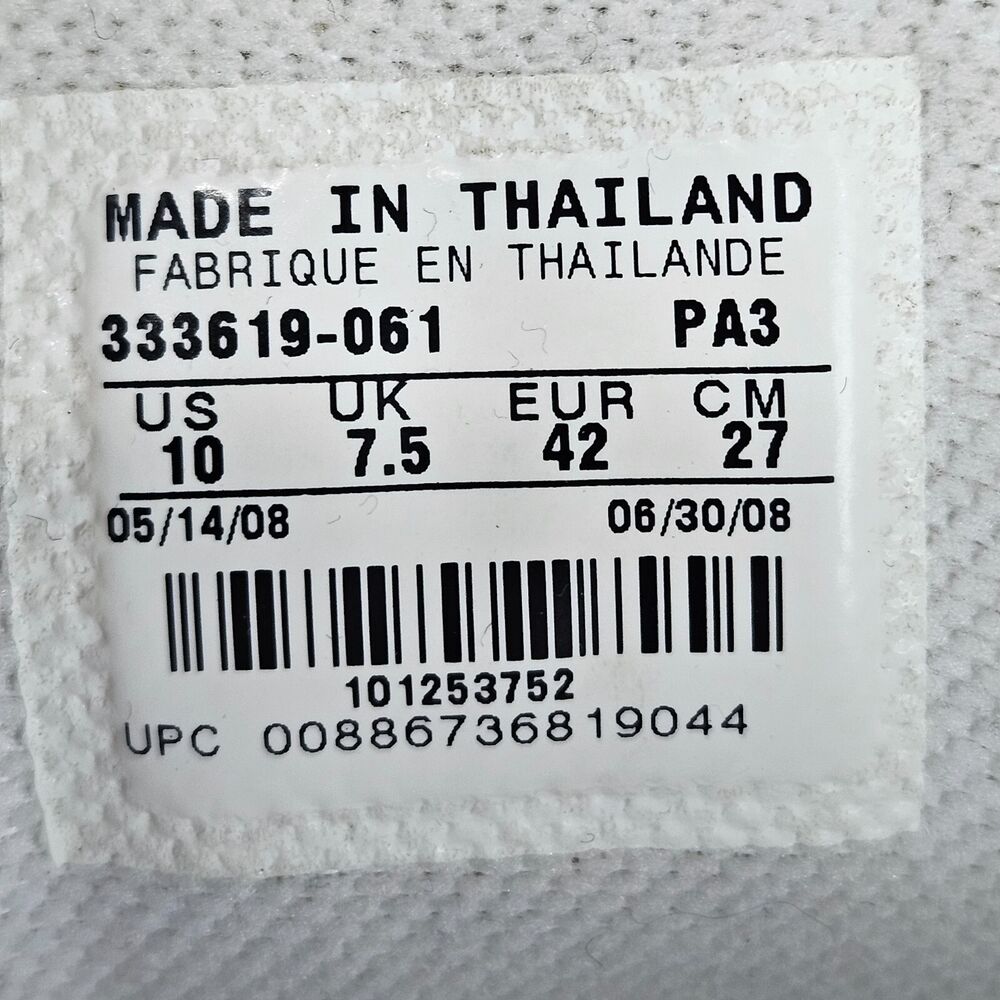 MADE IN THAILAND
FABRIQUE EN THAILANDE
333619-061 PA3
US UK EUR CM
10 7.5 42 27
05/14/08 06/30/08
101253752
UPC 00886736819044